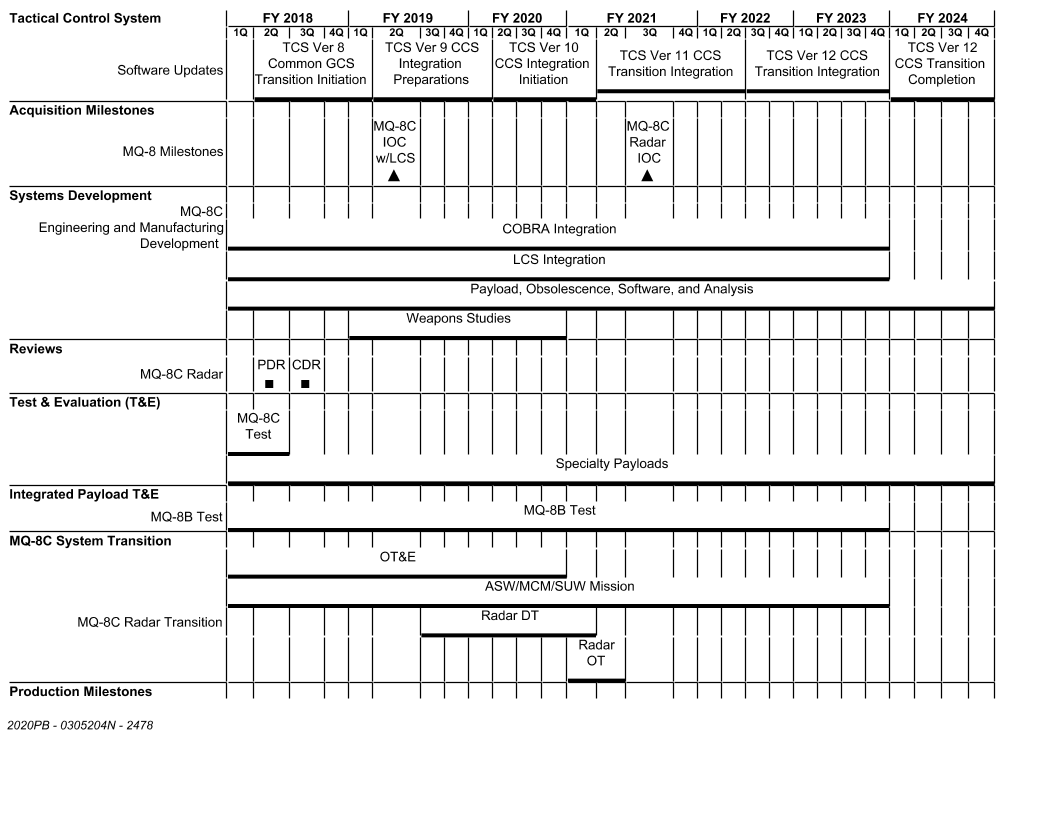 Tactical Control System FY 2018 FY 2019 FY 2020 FY 2021 FY 2022 FY 2023 FY 2024
1Q 2Q 3Q 4Q 1Q 2Q 3Q 4Q 1Q 2Q 3Q 4Q 1Q 2Q 3Q 4Q 1Q 2Q 3Q 4Q 1Q 2Q 3Q 4Q 1Q 2Q 3Q 4Q
Software Updates
TCS Ver 8
Common GCS
Transition Initiation
TCS Ver 9 CCS
Integration
Preparations
TCS Ver 10
CCS Integration
Initiation
TCS Ver 11 CCS
Transition Integration
TCS Ver 12 CCS
Transition Integration
TCS Ver 12
CCS Transition
Completion
Acquisition Milestones
MQ-8 Milestones
MQ-8C
IOC
w/LCS
MQ-8C
Radar
IOC
Systems Development
MQ-8C
Engineering and Manufacturing
Development
COBRA Integration
LCS Integration
Payload, Obsolescence, Software, and Analysis
Weapons Studies
Reviews
MQ-8C Radar
PDR CDR
Test & Evaluation (T&E)
MQ-8C
Test
Specialty Payloads
Integrated Payload T&E
MQ-8B Test
MQ-8B Test
MQ-8C System Transition
OT&E
ASW/MCM/SUW Mission
MQ-8C Radar Transition
Radar DT
Radar
OT
Production Milestones
2020PB - 0305204N - 2478